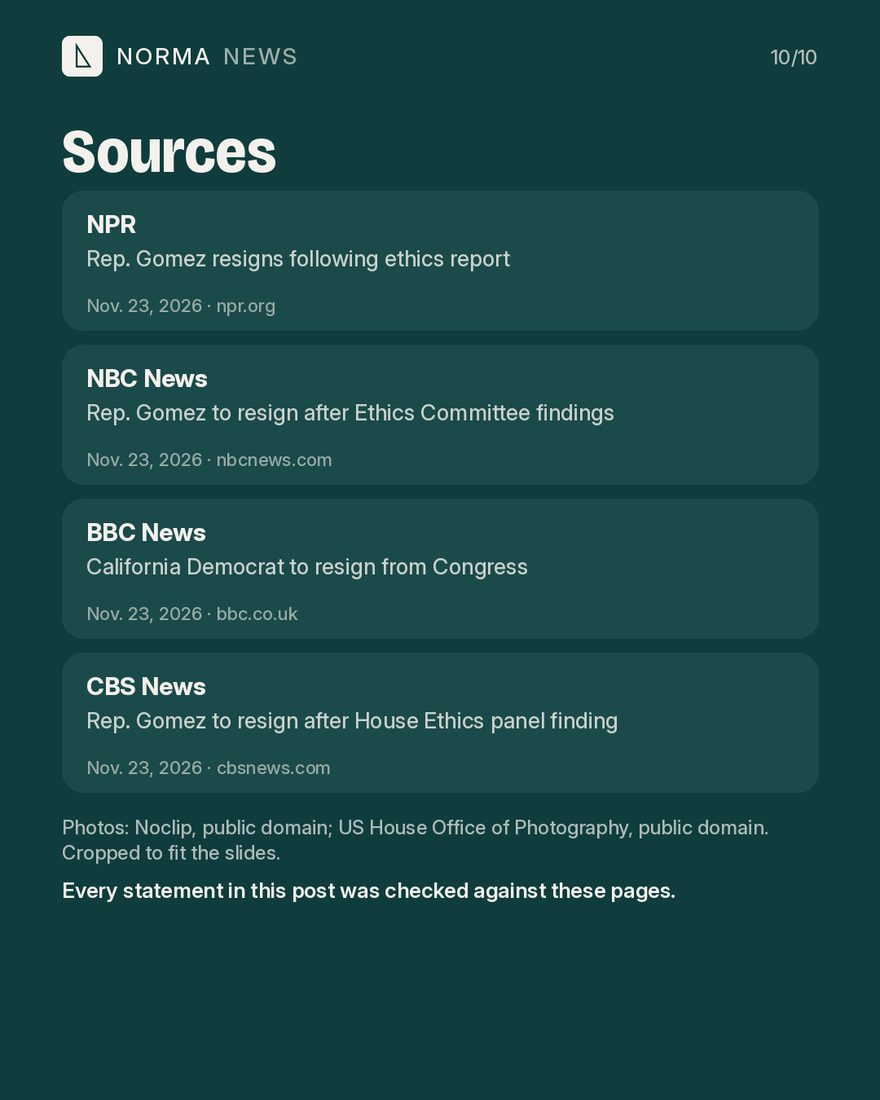 NORMA NEWS
10/10
Sources
NPR
Rep. Gomez resigns following ethics report
Nov. 23, 2026 · npr.org
NBC News
Rep. Gomez to resign after Ethics Committee findings
Nov. 23, 2026 · nbcnews.com
BBC News
California Democrat to resign from Congress
Nov. 23, 2026 · bbc.co.uk
CBS News
Rep. Gomez to resign after House Ethics panel finding
Nov. 23, 2026 · cbsnews.com
Photos: Noclip, public domain; US House Office of Photography, public domain.
Cropped to fit the slides.
Every statement in this post was checked against these pages.